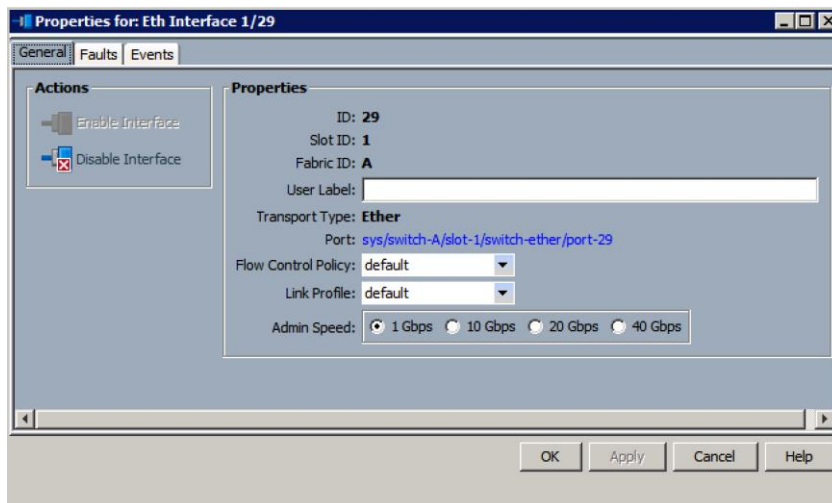 Properties for: Eth Interface 1/29
General Faults Events
Actions
Enable Interface
Disable Interface
Properties
ID: 29
Slot ID: 1
Fabric ID: A
User Label:
Transport Type: Ether
Port: sys/switch-A/slot-1/switch-ether/port-29
Flow Control Policy: default
Link Profile: default
Admin Speed: 1 Gbps 10 Gbps 20 Gbps 40 Gbps
OK Apply Cancel Help